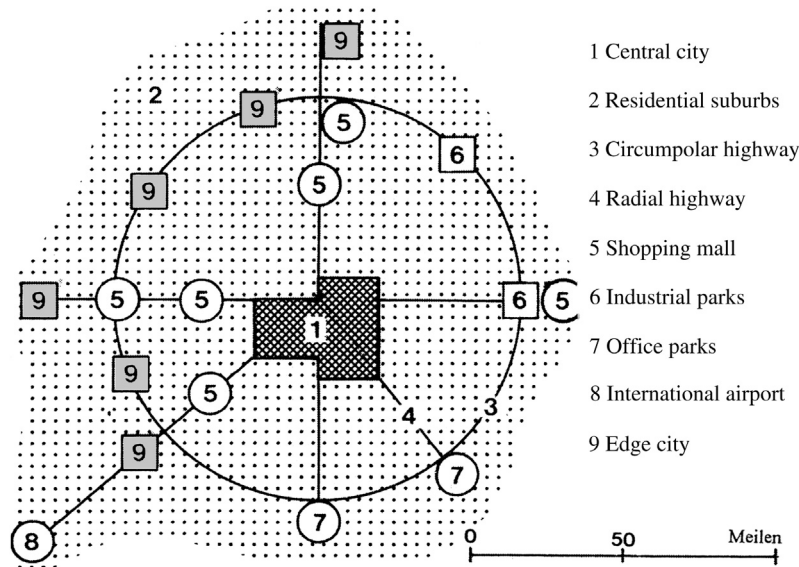 9
2
9
5
6
9
5
9
5
5
6
5
1
9
5
4
3
9
7
7
8
1 Central city
2 Residential suburbs
3 Circumpolar highway
4 Radial highway
5 Shopping mall
6 Industrial parks
7 Office parks
8 International airport
9 Edge city
0 50 Meilen